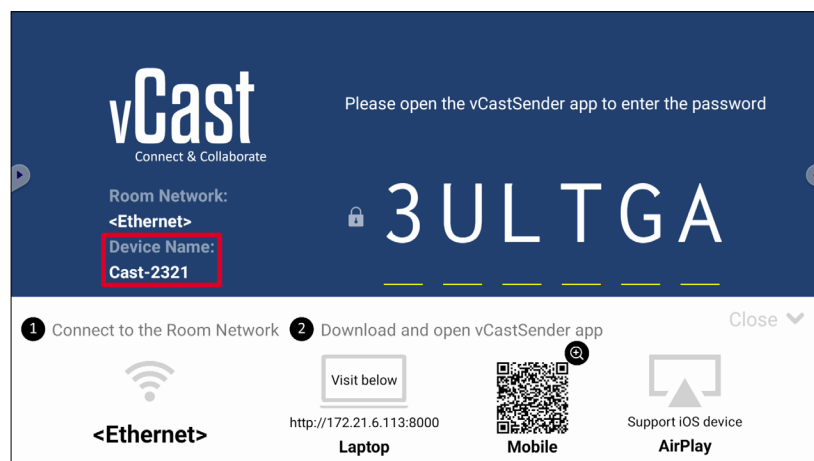 vCast
Connect & Collaborate
Please open the vCastSender app to enter the password
Room Network:
<Ethernet>
Device Name:
Cast-2321
3ULTGA
Close
1 Connect to the Room Network
2 Download and open vCastSender app
Visit below
http://172.21.6.113:8000
Support iOS device
<Ethernet>
Laptop
Mobile
AirPlay